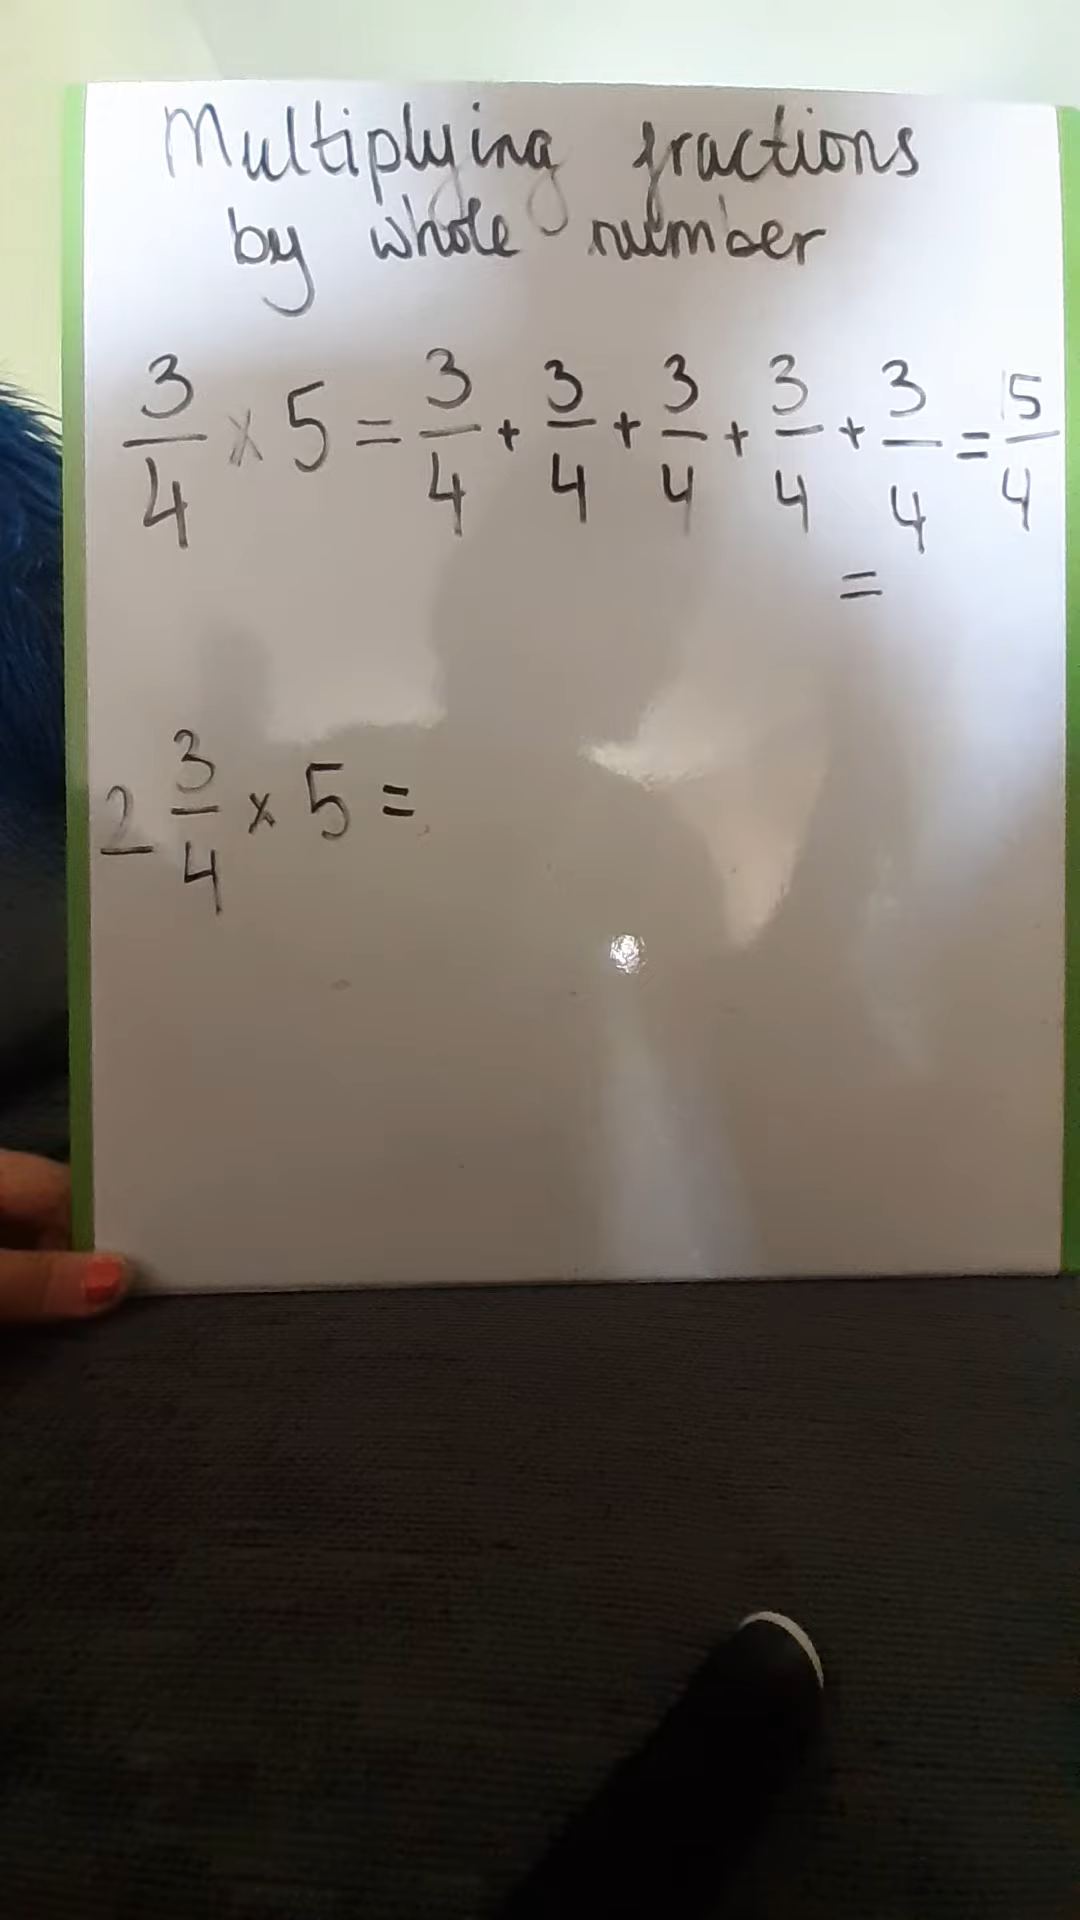 Multiplying fractions
by whole number
3/4 × 5 = 3/4 + 3/4 + 3/4 + 3/4 + 3/4 = 15/4
=
2 3/4 × 5 =